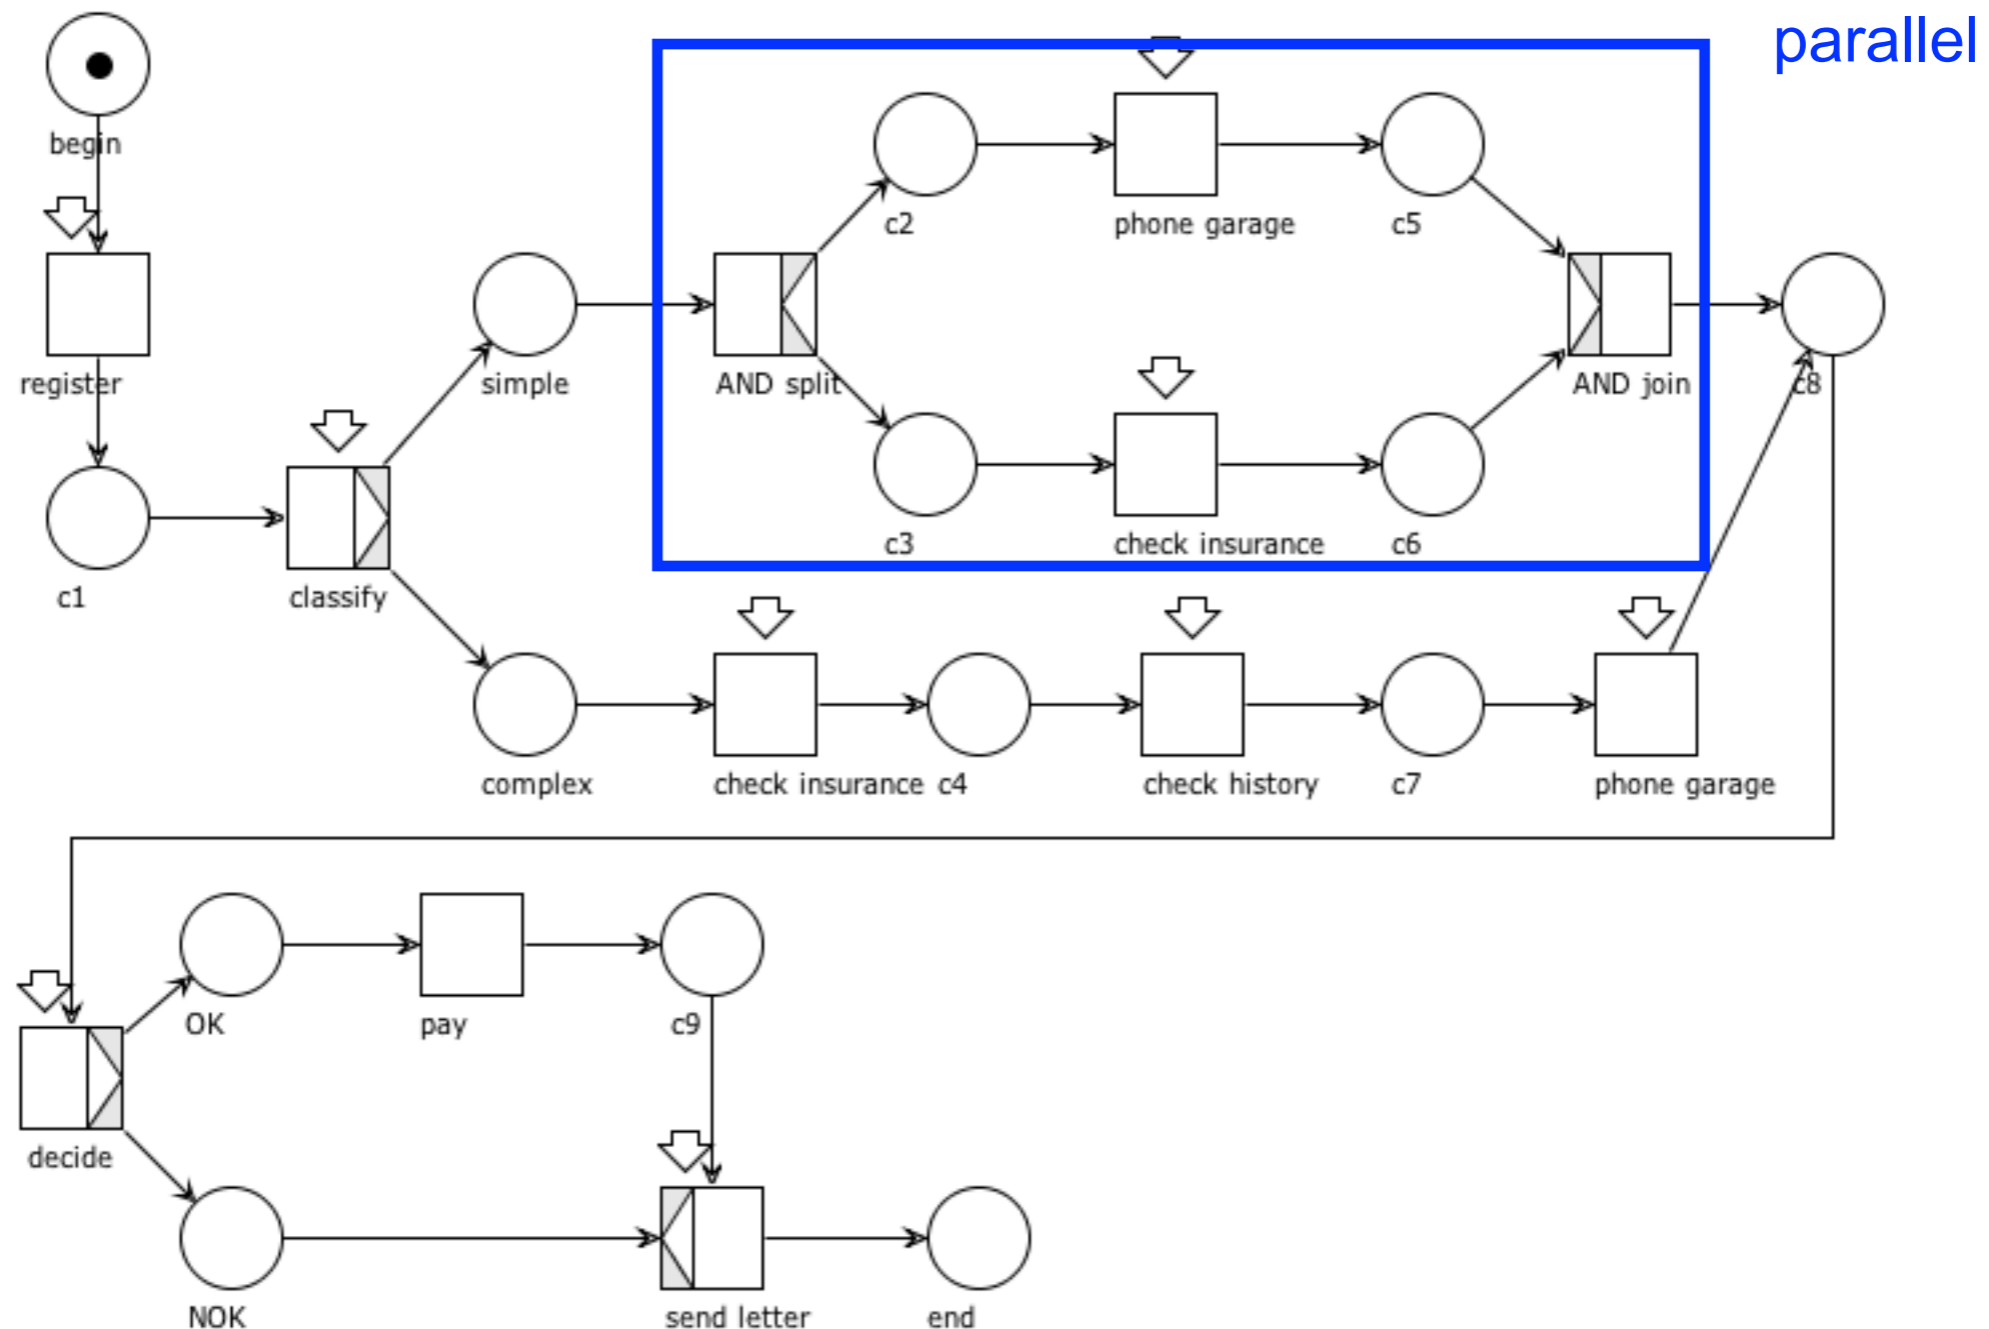 parallel
begin
c2
phone garage
c5
register
simple
AND split
AND join
c8
c3
check insurance
c6
c1
classify
complex
check insurance
c4
check history
c7
phone garage
OK
pay
c9
decide
NOK
send letter
end